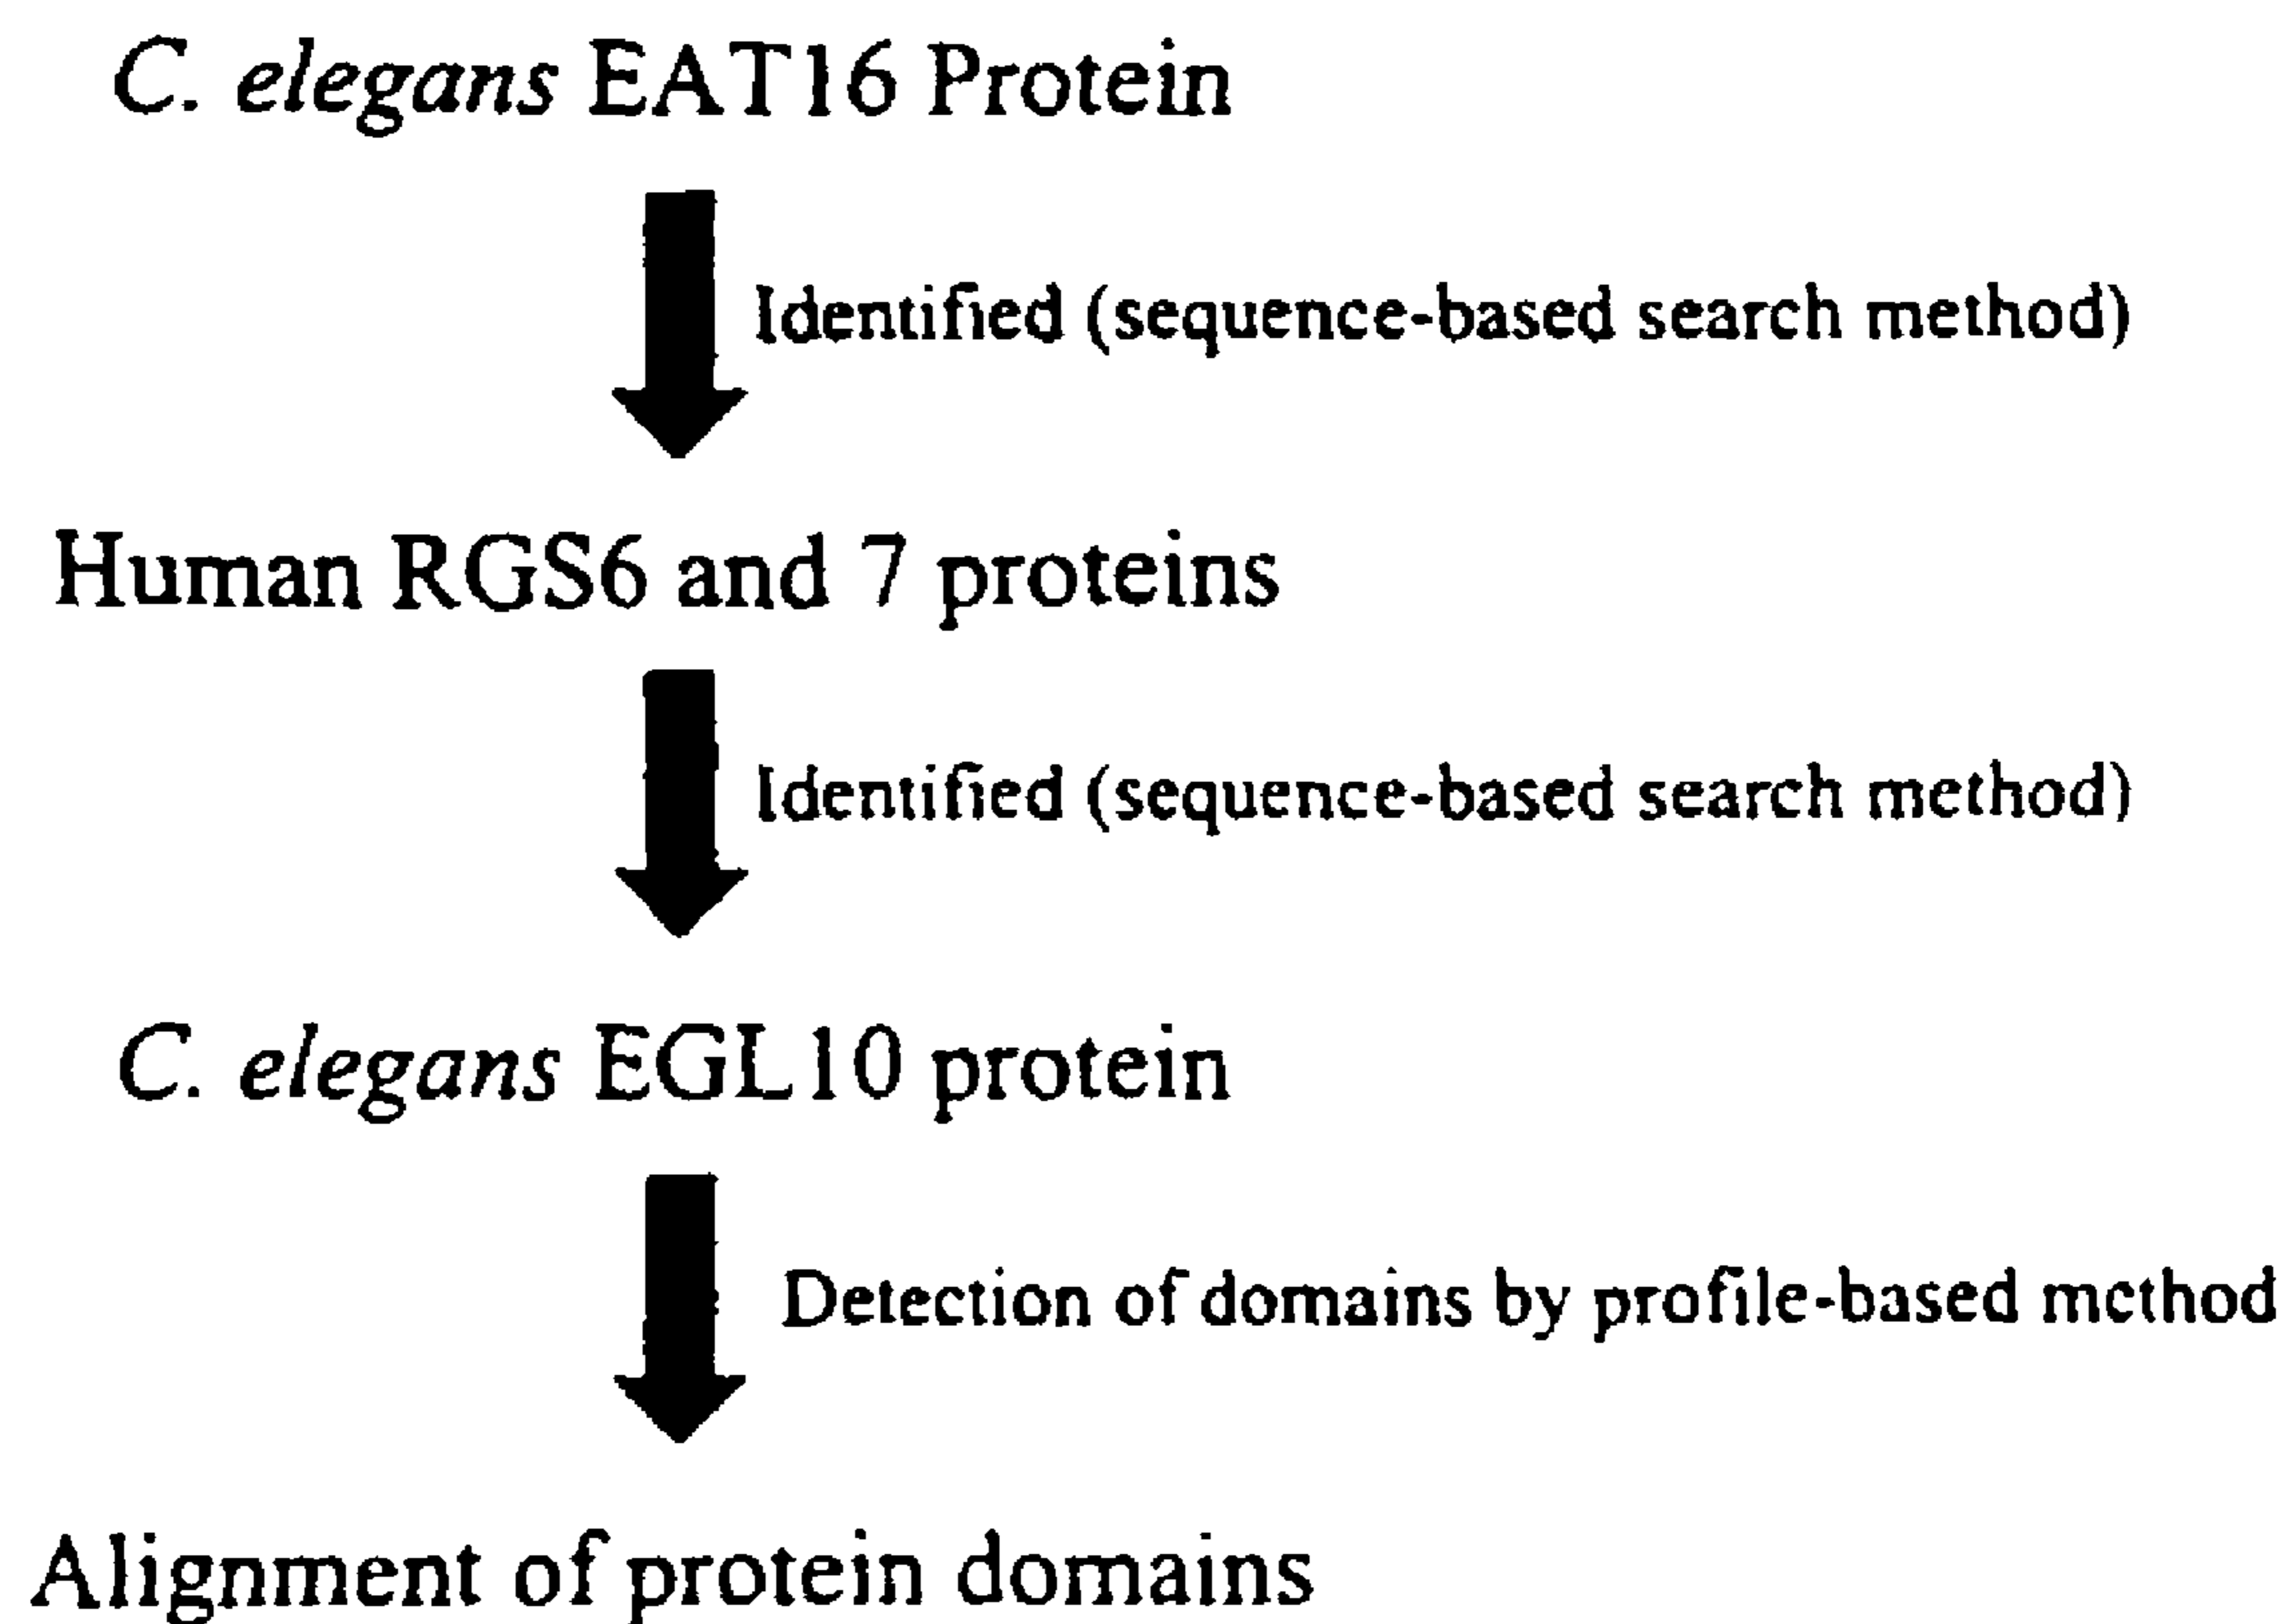 C. elegans EAT16 Protein
Identified (sequence-based search method)
Human RGS6 and 7 proteins
Identified (sequence-based search method)
C. elegans EGL10 protein
Detection of domains by profile-based method
Alignment of protein domains